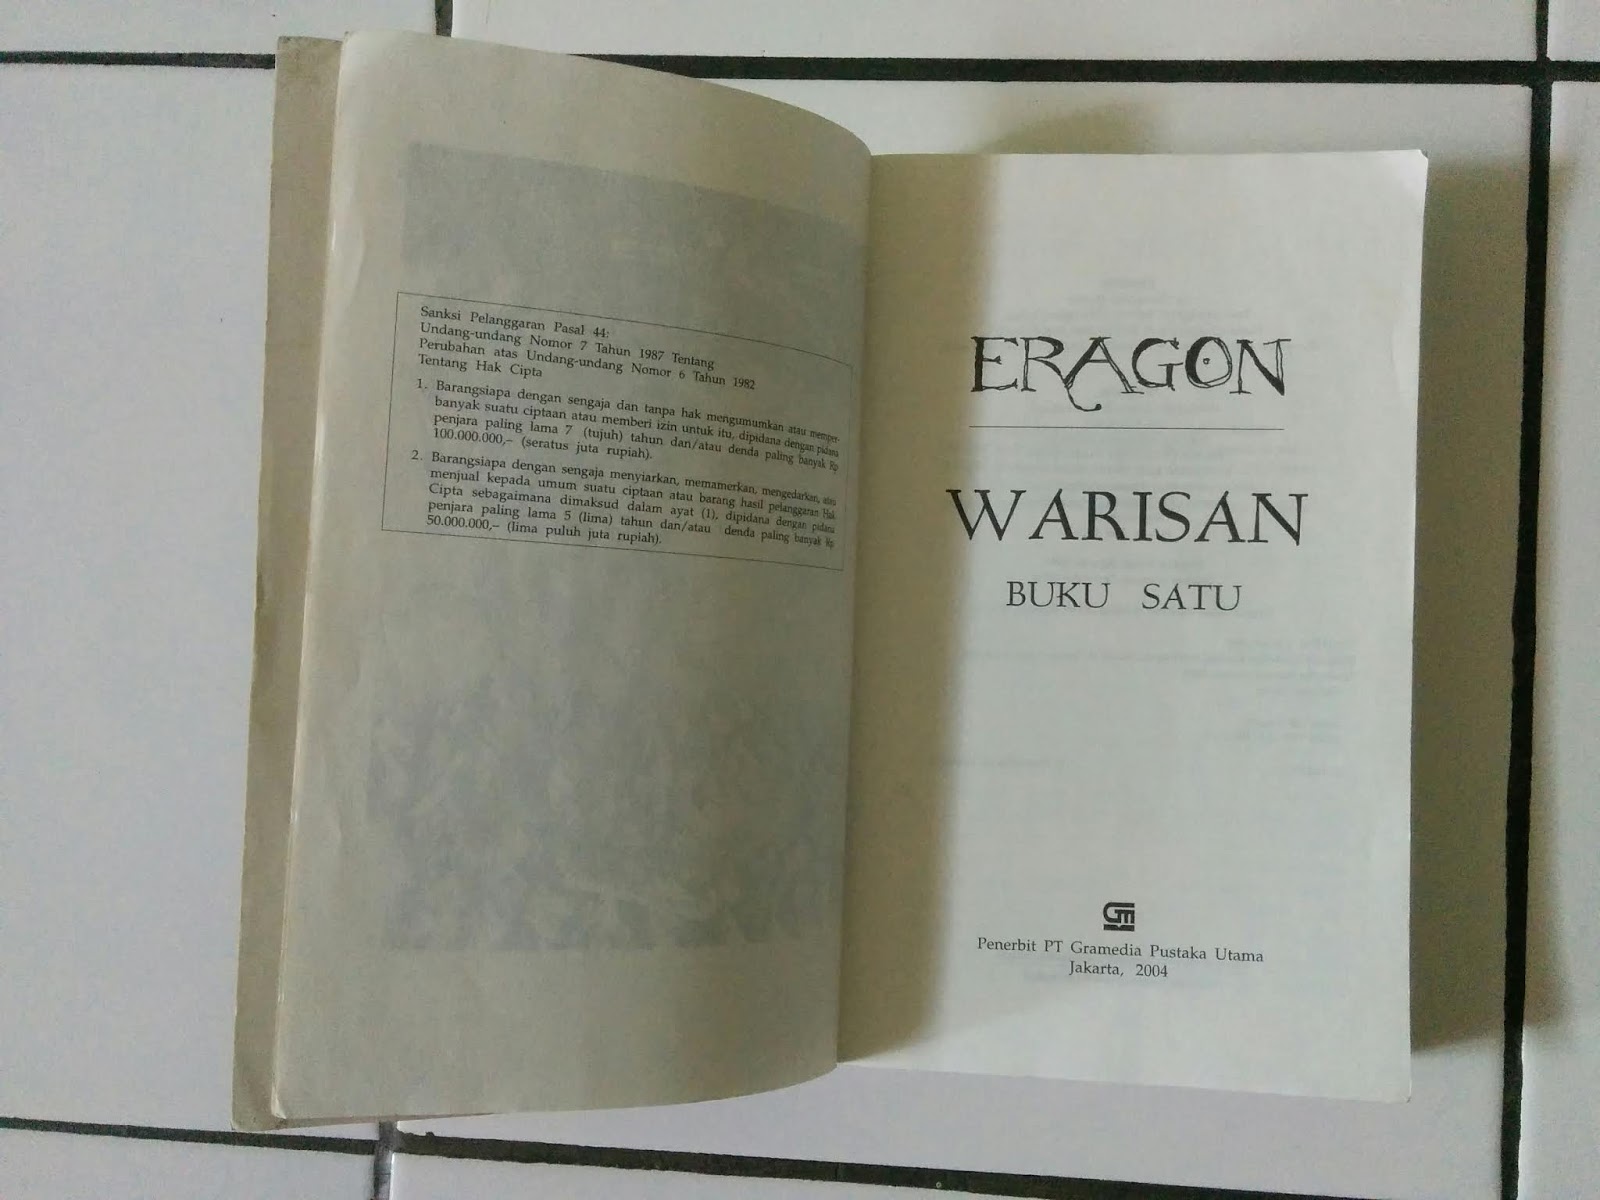 Sanksi Pelanggaran Pasal 44:
Undang-undang Nomor 7 Tahun 1987 Tentang
Perubahan atas Undang-undang Nomor 6 Tahun 1982
Tentang Hak Cipta
1. Barangsiapa dengan sengaja dan tanpa hak mengumumkan atau memper-
banyak suatu ciptaan atau memberi izin untuk itu, dipidana dengan pidana
penjara paling lama 7 (tujuh) tahun dan/atau denda paling banyak Rp
100.000.000,– (seratus juta rupiah).
2. Barangsiapa dengan sengaja menyiarkan, memamerkan, mengedarkan, atau
menjual kepada umum suatu ciptaan atau barang hasil pelanggaran Hak
Cipta sebagaimana dimaksud dalam ayat (1), dipidana dengan pidana
penjara paling lama 5 (lima) tahun dan/atau denda paling banyak Rp
50.000.000,– (lima puluh juta rupiah).
ERAGON
WARISAN
BUKU SATU
GM
Penerbit PT Gramedia Pustaka Utama
Jakarta, 2004